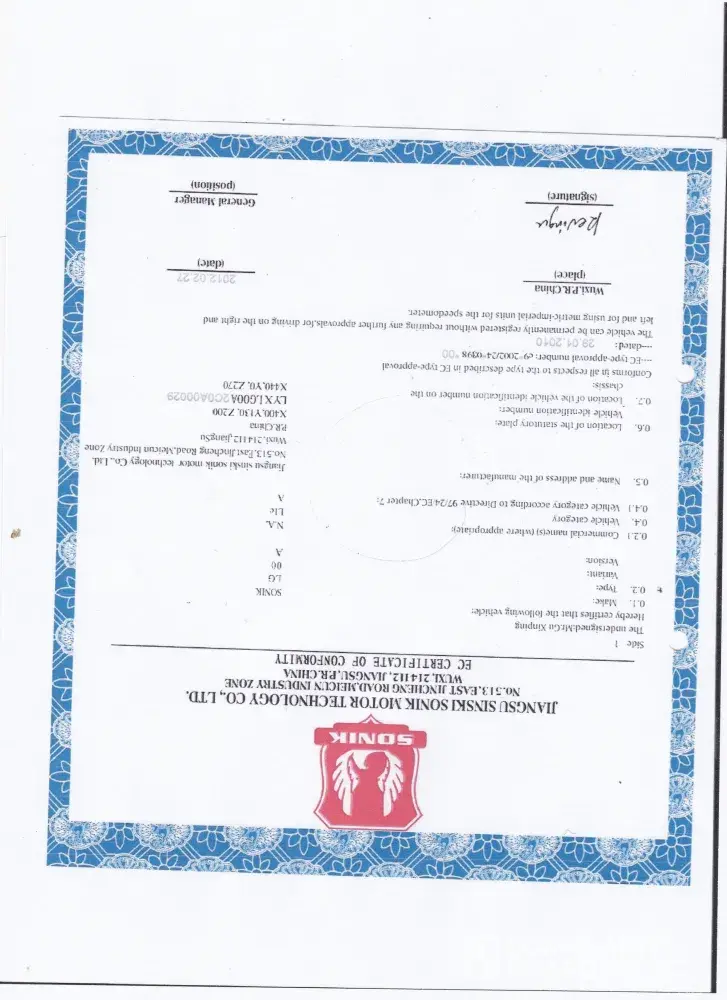 SONIK
JIANGSU SINSKI SONIK MOTOR TECHNOLOGY CO., LTD.
No.513,EAST JINCHENG ROAD,MEICUN INDUSTRY ZONE
WUXI, 214112, JIANGSU,P.R.CHINA
EC CERTIFICATE OF CONFORMITY
Side 1
The undersigned:Mr.Gu Xinping
Hereby certifies that the following vehicle:
0.1. Make: SONIK
0.2. Type: LG
Variant: 00
Version: A
0.2.1 Commercial name(s) (where appropriate): N.A.
0.4. Vehicle category L1e
0.4.1 Vehicle category according to Directive 97/24/EC,Chapter 7: A
0.5. Name and address of the manufacturer: Jiangsu sinski sonik motor technology Co., Ltd.
No.513,East Jincheng Road,Meicun Industry Zone
Wuxi, 214112,JiangSu
P.R.China
0.6. Location of the statutory plate: X400,Y130, Z200
Vehicle identification number: LYXLG00A2C0A00029
0.7. Location of the vehicle identification number on the chassis: X440,Y0, Z270
Conforms in all respects to the type described in EC type-approval
---EC type-approval number: e9*2002/24*0398*00
----dated: 29.01.2010
The vehicle can be permanently registered without requiring any further approvals,for driving on the right and
left and for using metric-imperial units for the speedometer.
Wuxi,P.R.China 2012.02.27
(place) (date)
General Manager
(signature) (position)